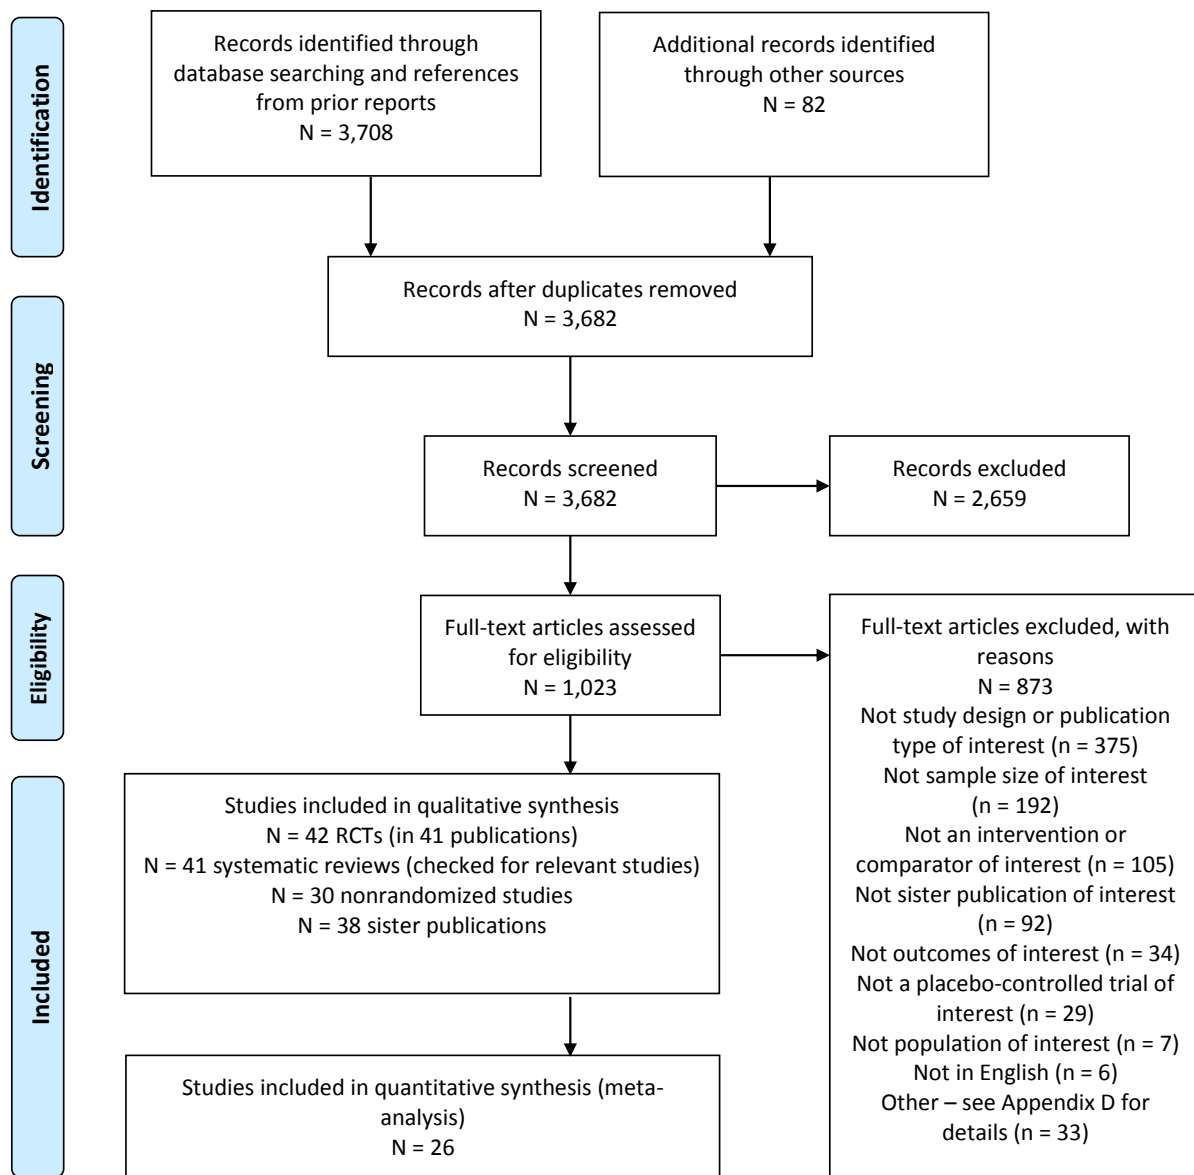 Identification
Records identified through
database searching and references
from prior reports
N = 3,708
Additional records identified
through other sources
N = 82
Records after duplicates removed
N = 3,682
Screening
Records screened
N = 3,682
Records excluded
N = 2,659
Eligibility
Full-text articles assessed
for eligibility
N = 1,023
Full-text articles excluded, with
reasons
N = 873
Not study design or publication
type of interest (n = 375)
Not sample size of interest
(n = 192)
Not an intervention or
comparator of interest (n = 105)
Not sister publication of interest
(n = 92)
Not outcomes of interest (n = 34)
Not a placebo-controlled trial of
interest (n = 29)
Not population of interest (n = 7)
Not in English (n = 6)
Other – see Appendix D for
details (n = 33)
Included
Studies included in qualitative synthesis
N = 42 RCTs (in 41 publications)
N = 41 systematic reviews (checked for relevant studies)
N = 30 nonrandomized studies
N = 38 sister publications
Studies included in quantitative synthesis (meta-
analysis)
N = 26